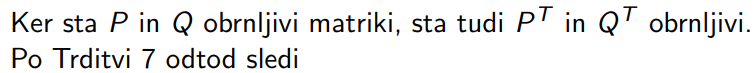 Ker sta P in Q obrnljivi matriki, sta tudi P^T in Q^T obrnljivi.
Po Trditvi 7 odtod sledi